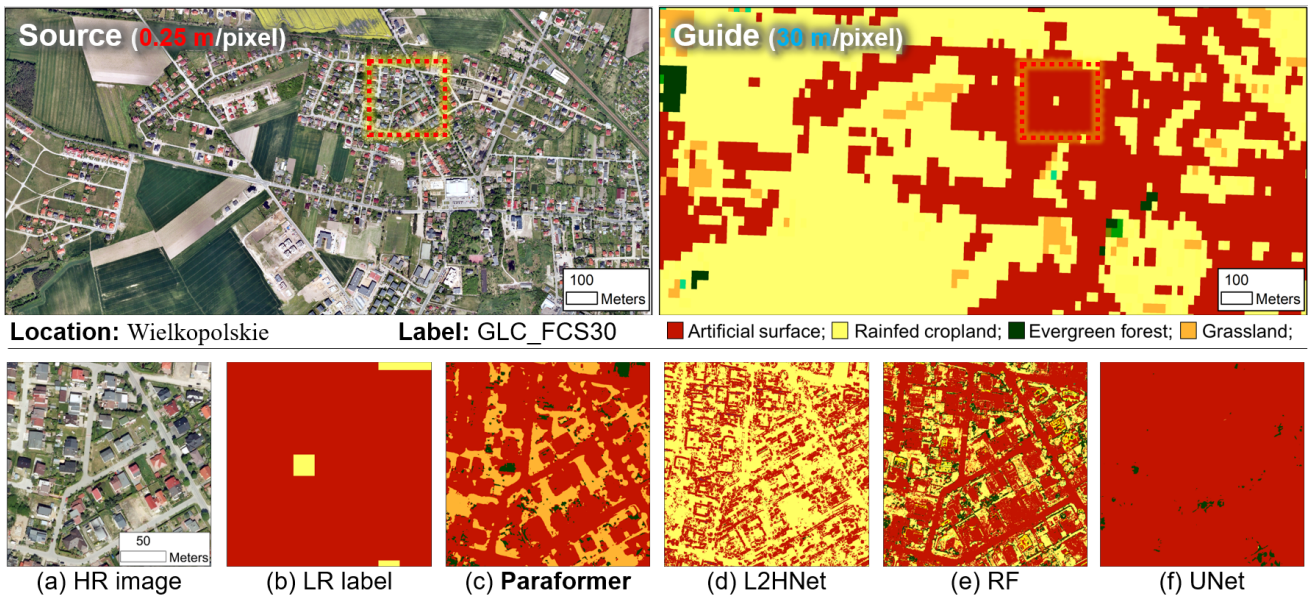 Source (0.25 m/pixel)
Guide (30 m/pixel)
100
Meters
100
Meters
Location: Wielkopolskie
Label: GLC_FCS30
Artificial surface; Rainfed cropland; Evergreen forest; Grassland;
50
Meters
(a) HR image
(b) LR label
(c) Paraformer
(d) L2HNet
(e) RF
(f) UNet